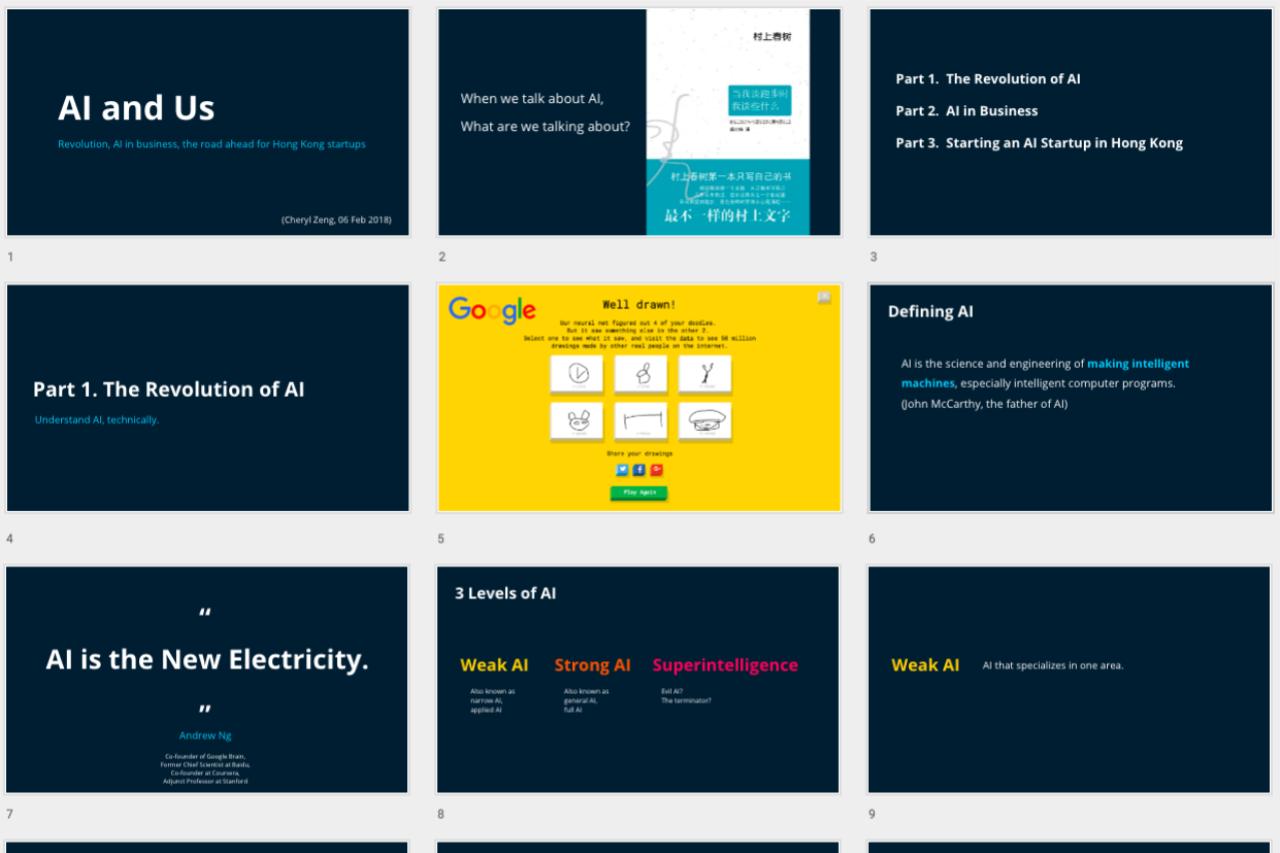 AI and Us
Revolution, AI in business, the road ahead for Hong Kong startups
(Cheryl Zeng, 06 Feb 2018)
1
When we talk about AI,
What are we talking about?
村上春树
当我谈跑步时
我谈些什么
村上春树第一本只写自己的书
最不一样的村上文字
2
Part 1. The Revolution of AI
Part 2. AI in Business
Part 3. Starting an AI Startup in Hong Kong
3
Part 1. The Revolution of AI
Understand AI, technically.
4
Google
Well drawn!
Our neural net figured out 4 of your doodles.
But it saw something else in the other 2.
Select one to see what it saw, and visit the data to see 50 million
drawings made by other real people on the internet.
Share your drawings
Play Again
5
Defining AI
AI is the science and engineering of making intelligent
machines, especially intelligent computer programs.
(John McCarthy, the father of AI)
6
“
AI is the New Electricity.
”
Andrew Ng
Co-founder of Google Brain,
Former Chief Scientist at Baidu,
Co-founder at Coursera,
Adjunct Professor at Stanford
7
3 Levels of AI
Weak AI
Also known as
narrow AI,
applied AI
Strong AI
Also known as
general AI,
full AI
Superintelligence
Evil AI?
The terminator?
8
Weak AI
AI that specializes in one area.
9